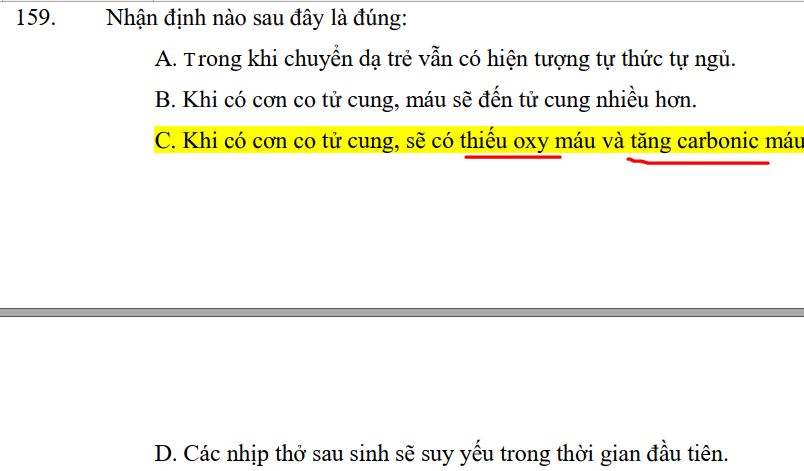 159. Nhận định nào sau đây là đúng:
A. Trong khi chuyển dạ trẻ vẫn có hiện tượng tự thức tự ngủ.
B. Khi có cơn co tử cung, máu sẽ đến tử cung nhiều hơn.
C. Khi có cơn co tử cung, sẽ có thiếu oxy máu và tăng carbonic máu
D. Các nhịp thở sau sinh sẽ suy yếu trong thời gian đầu tiên.